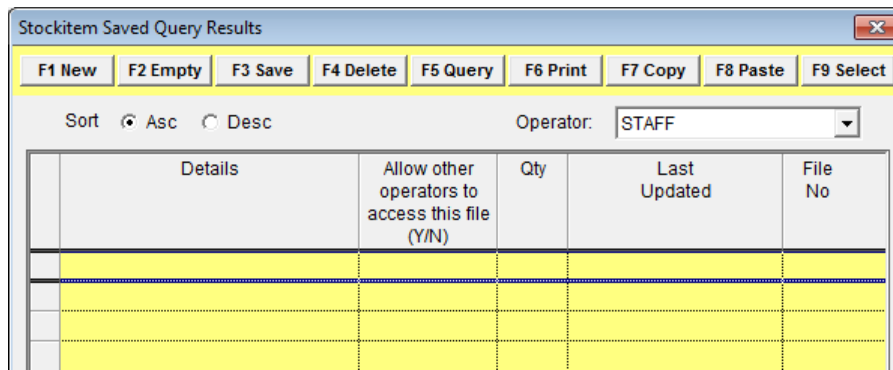 Stockitem Saved Query Results
F1 New F2 Empty F3 Save F4 Delete F5 Query F6 Print F7 Copy F8 Paste F9 Select
Sort Asc Desc Operator: STAFF
Details Allow other Qty Last File
operators to Updated No
access this file
(Y/N)